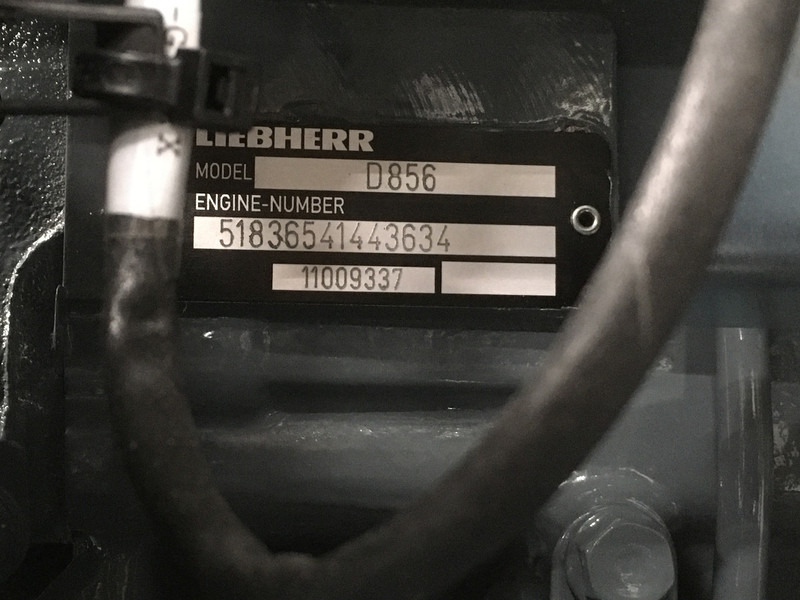 LIEBHERR
MODEL D856
ENGINE-NUMBER
51836541443634
11009337